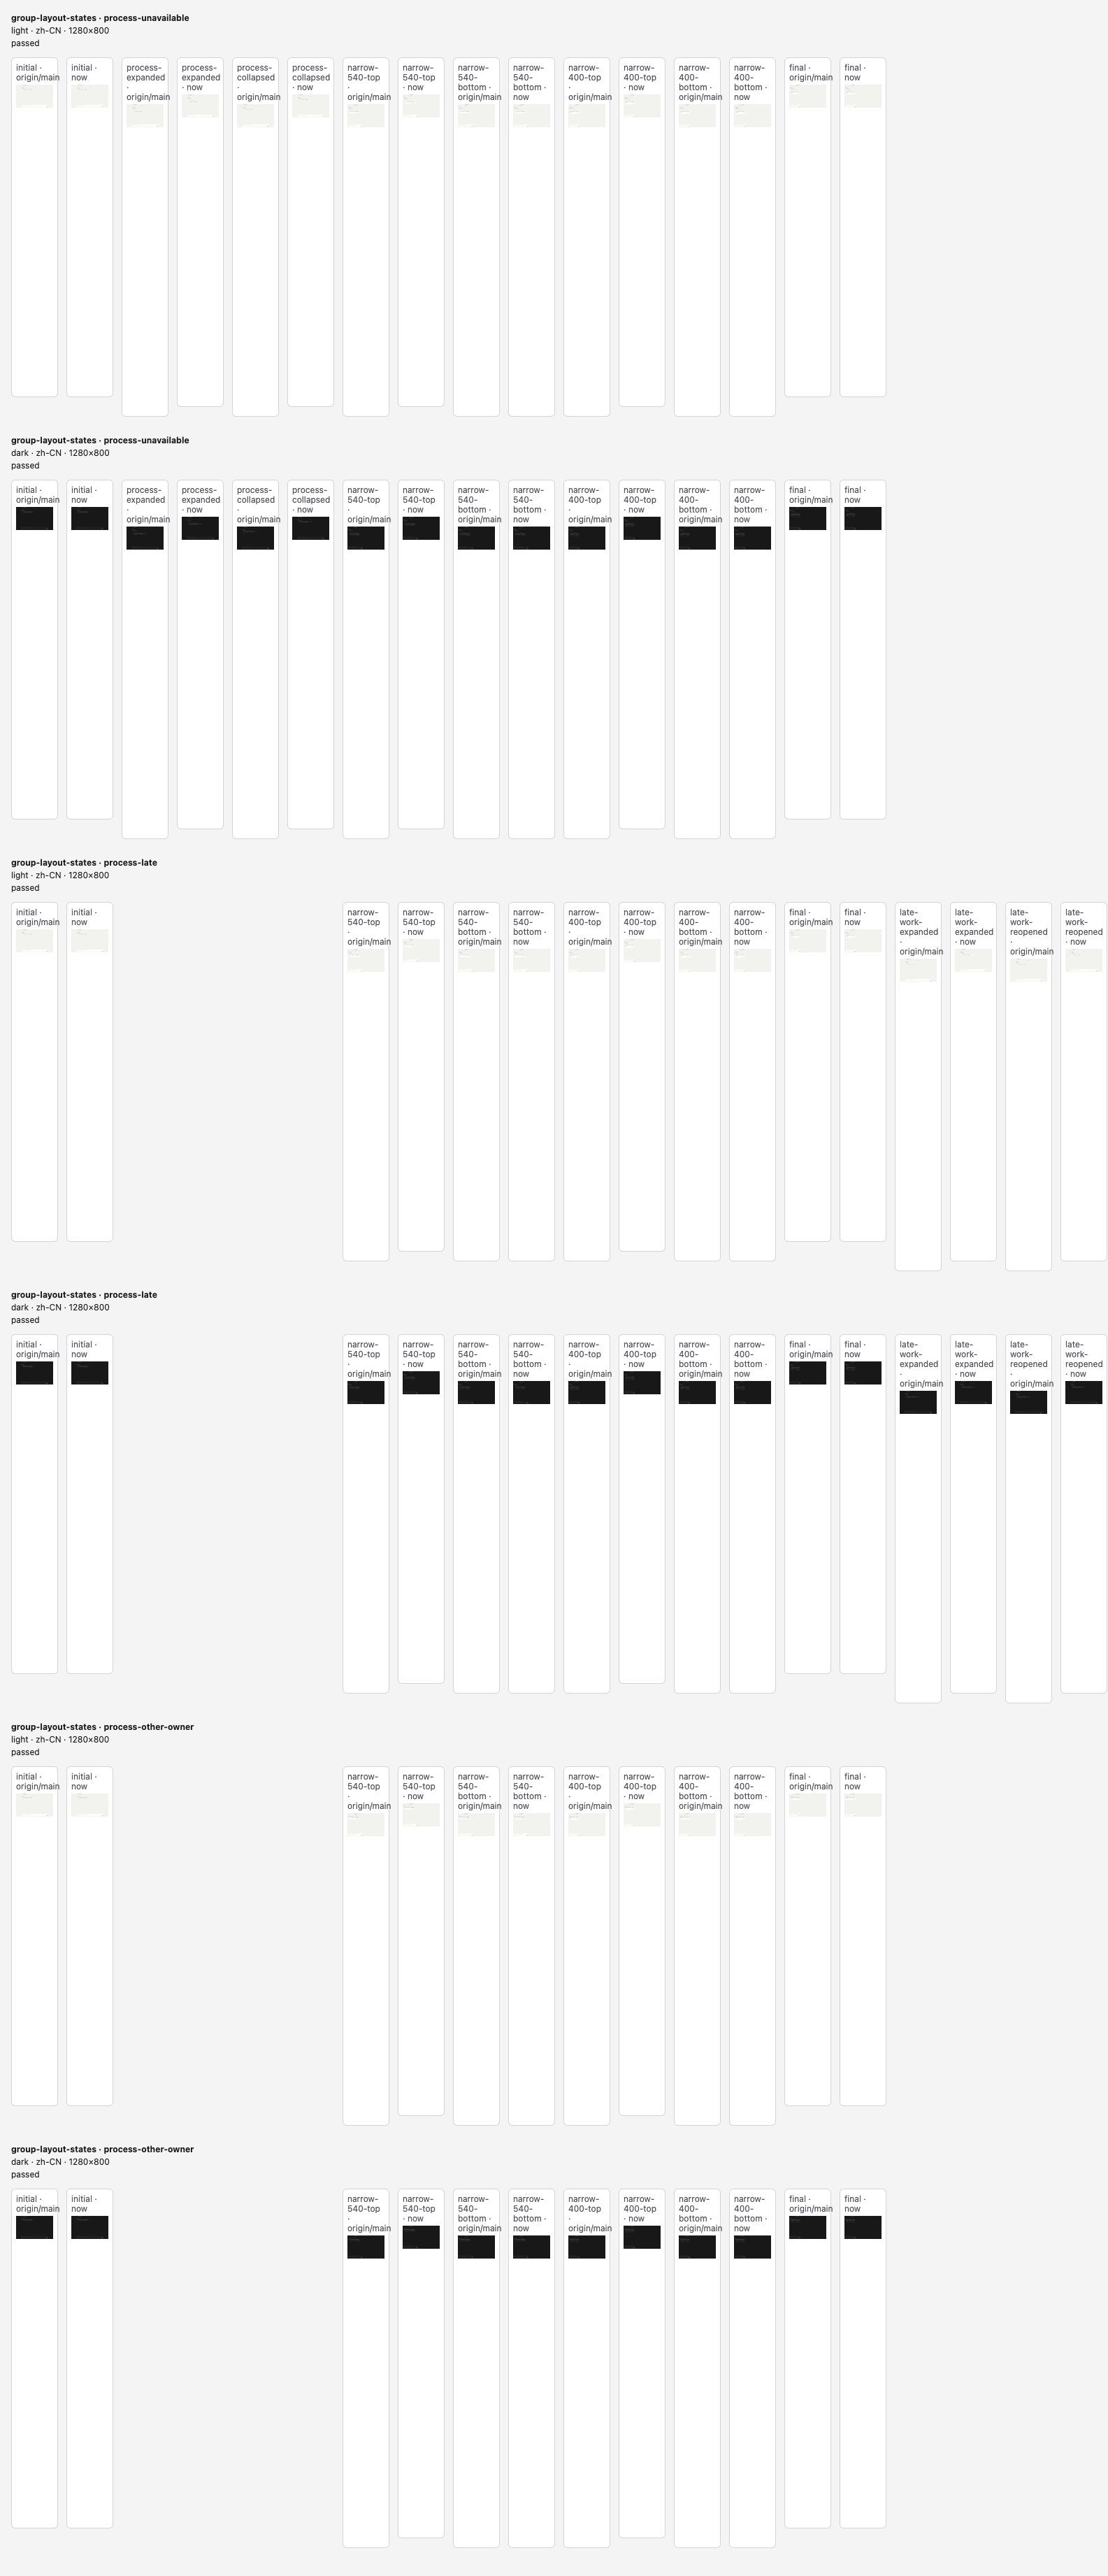 group-layout-states · process-unavailable
light · zh-CN · 1280×800
passed
initial ·
origin/main
initial ·
now
process-
expanded
·
origin/main
process-
expanded
· now
process-
collapsed
·
origin/main
process-
collapsed
· now
narrow-
540-top
·
origin/main
narrow-
540-top
· now
narrow-
540-
bottom ·
origin/main
narrow-
540-
bottom ·
now
narrow-
400-top
·
origin/main
narrow-
400-top
· now
narrow-
400-
bottom ·
origin/main
narrow-
400-
bottom ·
now
final ·
origin/main
final ·
now
group-layout-states · process-unavailable
dark · zh-CN · 1280×800
passed
initial ·
origin/main
initial ·
now
process-
expanded
·
origin/main
process-
expanded
· now
process-
collapsed
·
origin/main
process-
collapsed
· now
narrow-
540-top
·
origin/main
narrow-
540-top
· now
narrow-
540-
bottom ·
origin/main
narrow-
540-
bottom ·
now
narrow-
400-top
·
origin/main
narrow-
400-top
· now
narrow-
400-
bottom ·
origin/main
narrow-
400-
bottom ·
now
final ·
origin/main
final ·
now
group-layout-states · process-late
light · zh-CN · 1280×800
passed
initial ·
origin/main
initial ·
now
narrow-
540-top
·
origin/main
narrow-
540-top
· now
narrow-
540-
bottom ·
origin/main
narrow-
540-
bottom ·
now
narrow-
400-top
·
origin/main
narrow-
400-top
· now
narrow-
400-
bottom ·
origin/main
narrow-
400-
bottom ·
now
final ·
origin/main
final ·
now
late-
work-
expanded
·
origin/main
late-
work-
expanded
· now
late-
work-
reopened
·
origin/main
late-
work-
reopened
· now
group-layout-states · process-late
dark · zh-CN · 1280×800
passed
initial ·
origin/main
initial ·
now
narrow-
540-top
·
origin/main
narrow-
540-top
· now
narrow-
540-
bottom ·
origin/main
narrow-
540-
bottom ·
now
narrow-
400-top
·
origin/main
narrow-
400-top
· now
narrow-
400-
bottom ·
origin/main
narrow-
400-
bottom ·
now
final ·
origin/main
final ·
now
late-
work-
expanded
·
origin/main
late-
work-
expanded
· now
late-
work-
reopened
·
origin/main
late-
work-
reopened
· now
group-layout-states · process-other-owner
light · zh-CN · 1280×800
passed
initial ·
origin/main
initial ·
now
narrow-
540-top
·
origin/main
narrow-
540-top
· now
narrow-
540-
bottom ·
origin/main
narrow-
540-
bottom ·
now
narrow-
400-top
·
origin/main
narrow-
400-top
· now
narrow-
400-
bottom ·
origin/main
narrow-
400-
bottom ·
now
final ·
origin/main
final ·
now
group-layout-states · process-other-owner
dark · zh-CN · 1280×800
passed
initial ·
origin/main
initial ·
now
narrow-
540-top
·
origin/main
narrow-
540-top
· now
narrow-
540-
bottom ·
origin/main
narrow-
540-
bottom ·
now
narrow-
400-top
·
origin/main
narrow-
400-top
· now
narrow-
400-
bottom ·
origin/main
narrow-
400-
bottom ·
now
final ·
origin/main
final ·
now